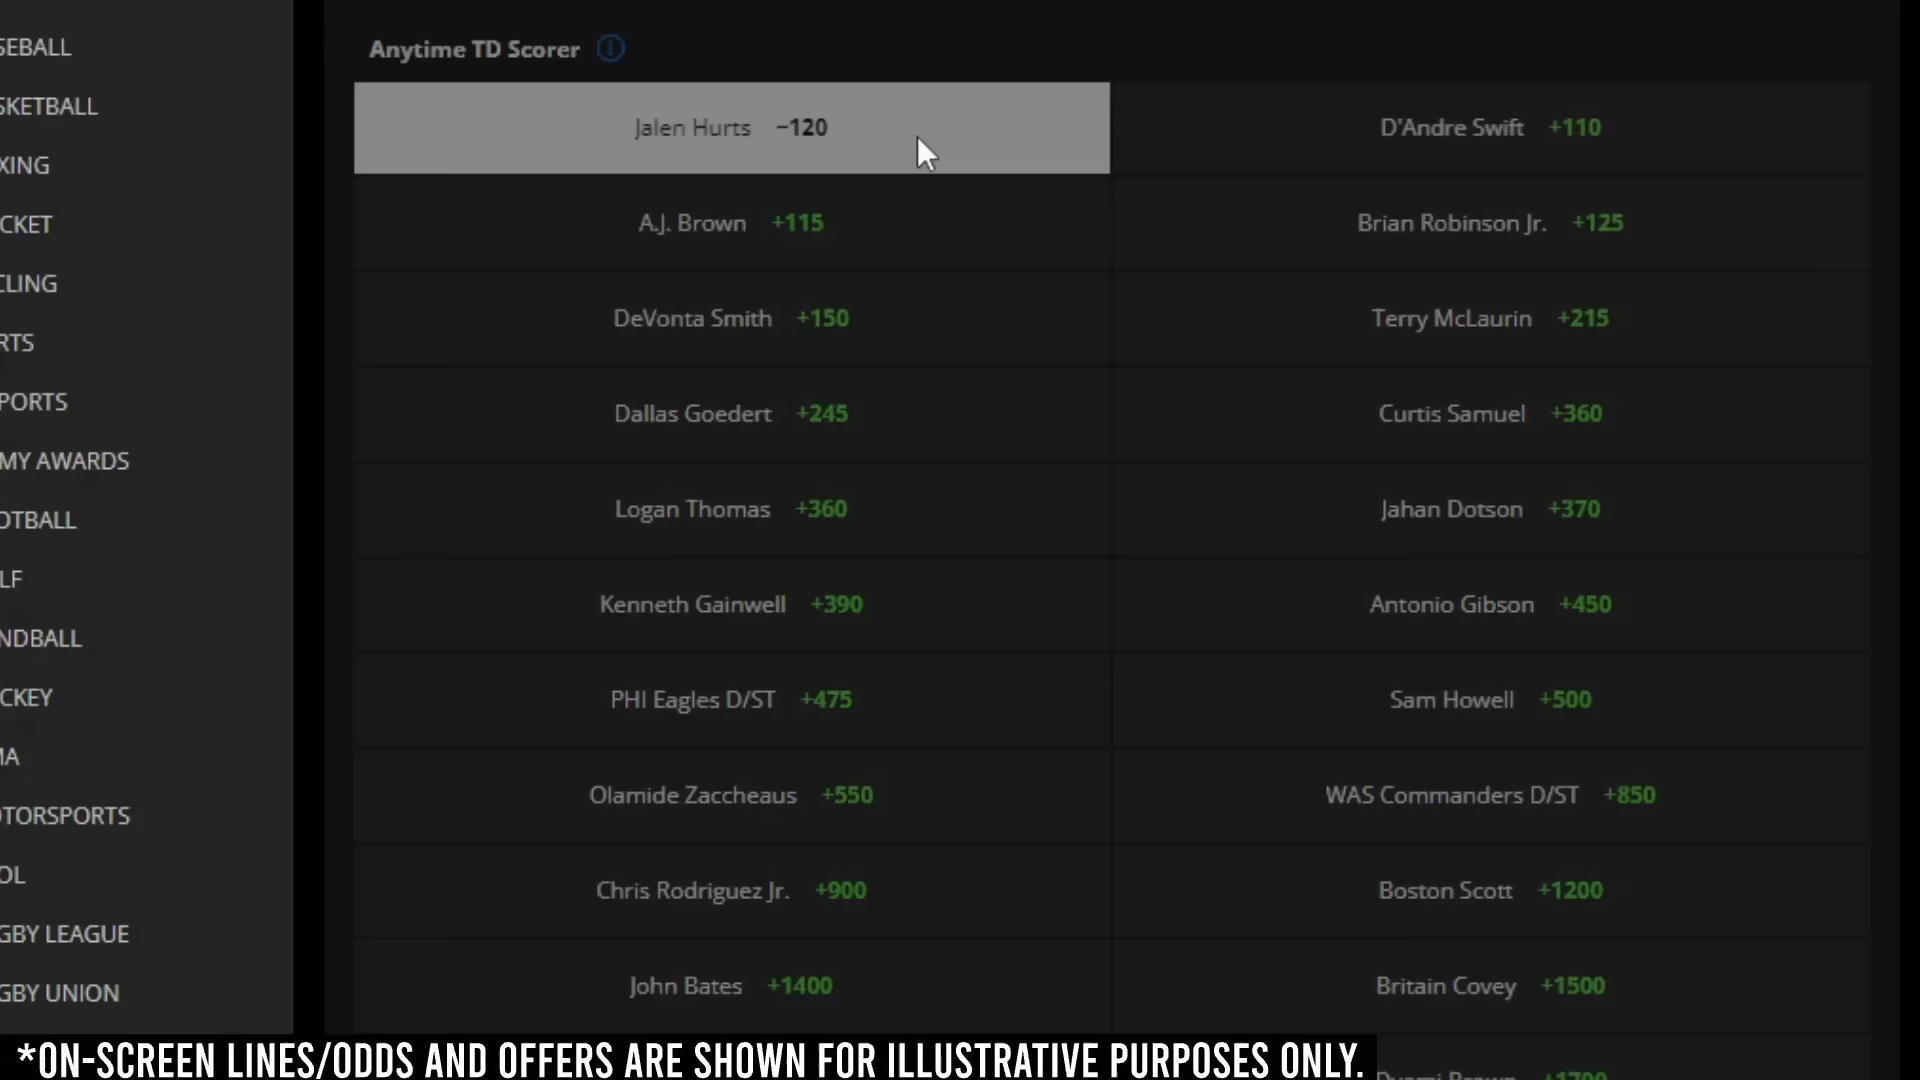 SEBALL
SKETBALL
XING
CKET
CLING
RTS
PORTS
MY AWARDS
OTBALL
LF
NDBALL
CKEY
MA
OTORSPORTS
OL
GBY LEAGUE
GBY UNION
Anytime TD Scorer
Jalen Hurts −120
D'Andre Swift +110
A.J. Brown +115
Brian Robinson Jr. +125
DeVonta Smith +150
Terry McLaurin +215
Dallas Goedert +245
Curtis Samuel +360
Logan Thomas +360
Jahan Dotson +370
Kenneth Gainwell +390
Antonio Gibson +450
PHI Eagles D/ST +475
Sam Howell +500
Olamide Zaccheaus +550
WAS Commanders D/ST +850
Chris Rodriguez Jr. +900
Boston Scott +1200
John Bates +1400
Britain Covey +1500
*ON-SCREEN LINES/ODDS AND OFFERS ARE SHOWN FOR ILLUSTRATIVE PURPOSES ONLY.